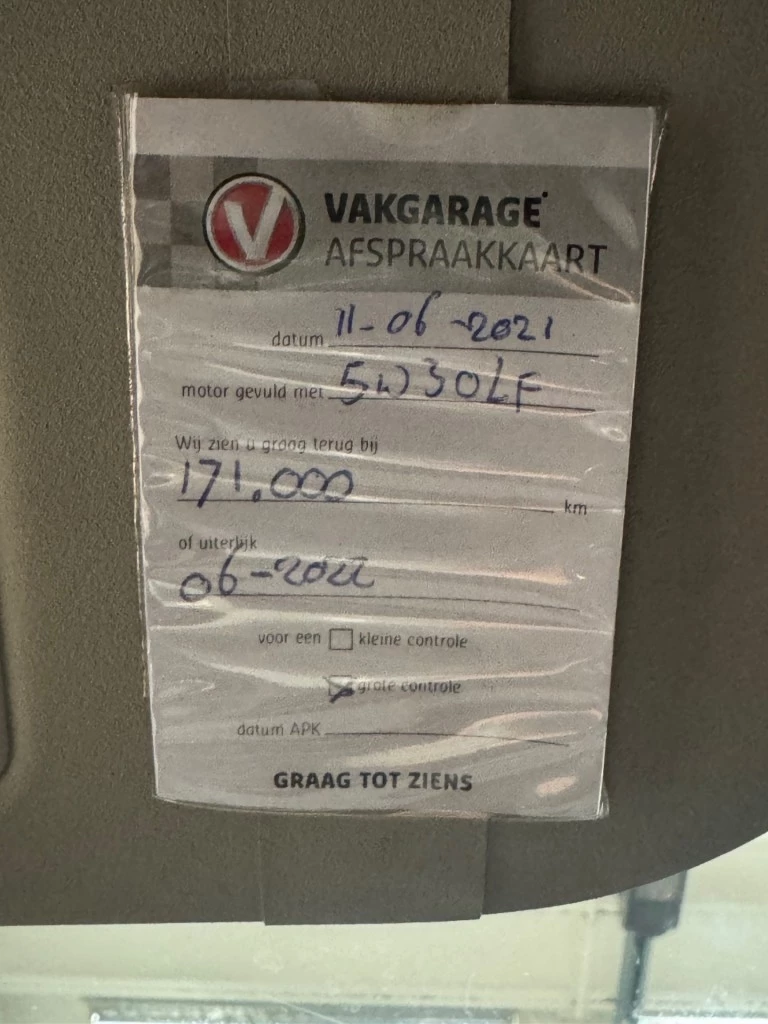 V VAKGARAGE
AFSPRAAKKAART
datum 11-06-2021
motor gevuld met 5W30LF
Wij zien u graag terug bij
171.000 km
of uiterlijk
06-2022
voor een kleine controle
grote controle
datum APK
GRAAG TOT ZIENS